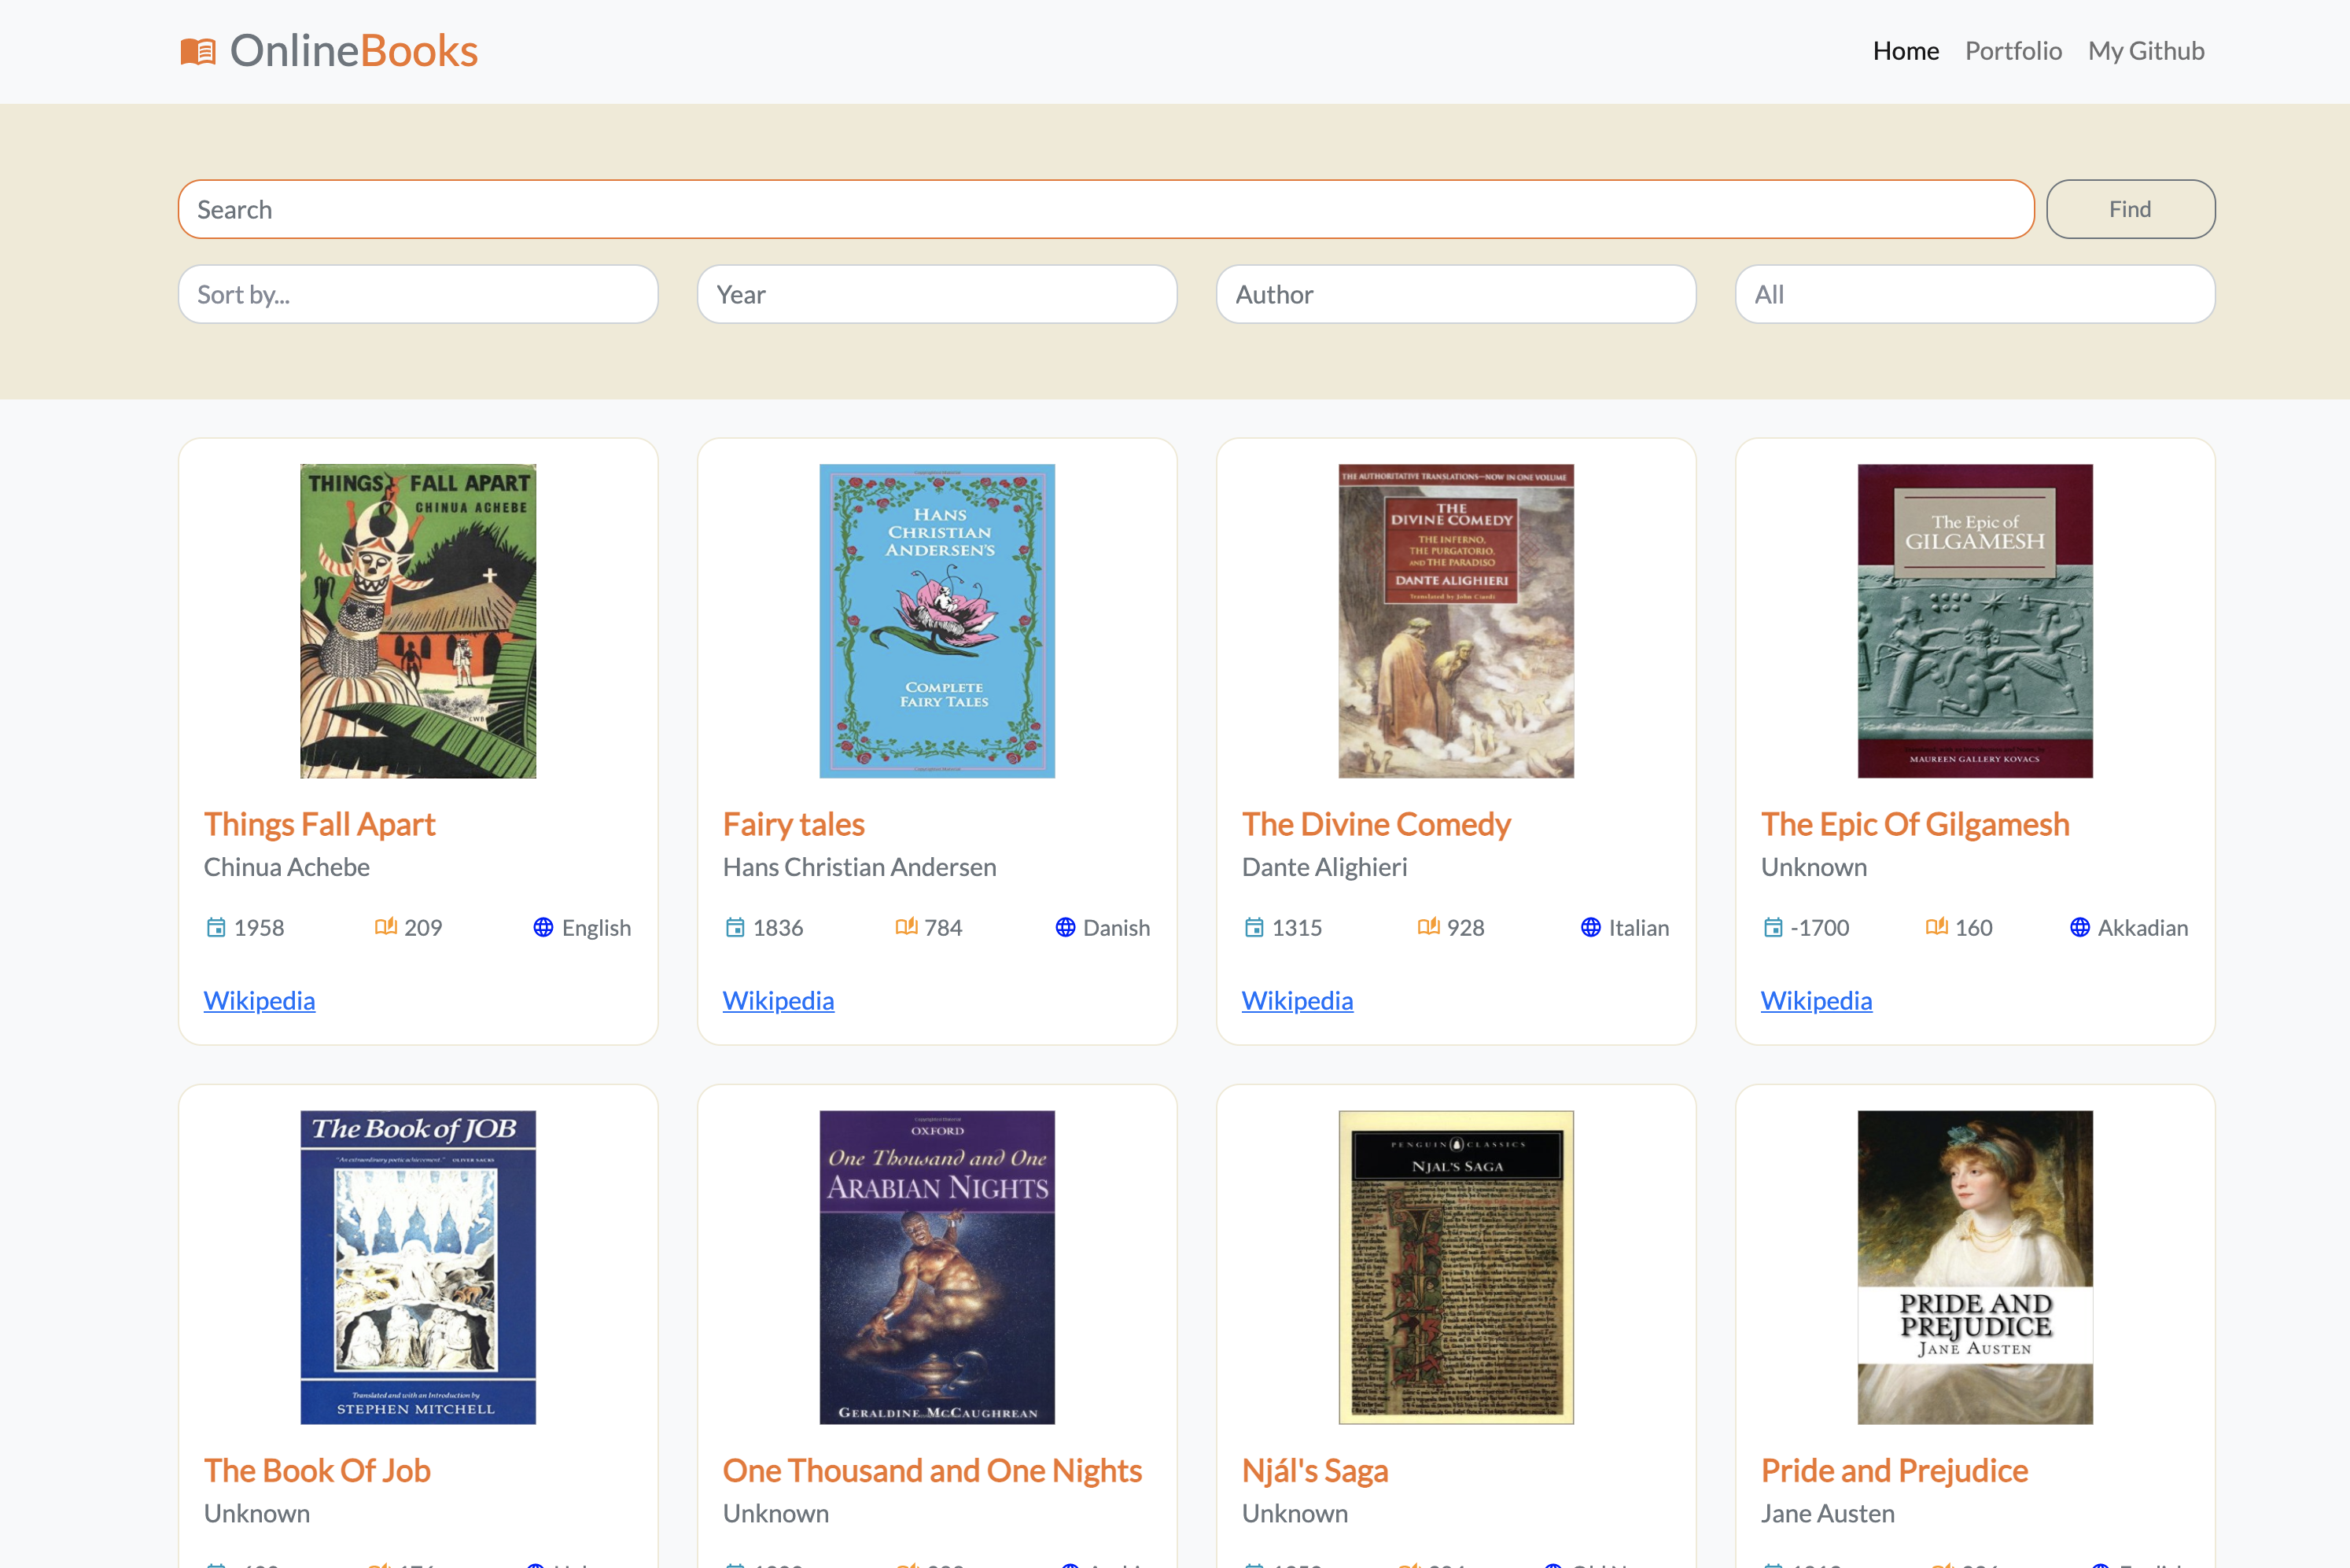 OnlineBooks
Home Portfolio My Github
Search Find
Sort by... Year Author All
THINGS FALL APART
CHINUA ACHEBE
CWB
HANS
CHRISTIAN
ANDERSEN'S
COMPLETE
FAIRY TALES
THE AUTHORITATIVE TRANSLATIONS—NOW IN ONE VOLUME
THE
DIVINE COMEDY
THE INFERNO,
THE PURGATORIO,
AND THE PARADISO
DANTE ALIGHIERI
Translated by John Ciardi
The Epic of
GILGAMESH
MAUREEN GALLERY KOVACS
Things Fall Apart
Chinua Achebe
1958 209 English
Wikipedia
Fairy tales
Hans Christian Andersen
1836 784 Danish
Wikipedia
The Divine Comedy
Dante Alighieri
1315 928 Italian
Wikipedia
The Epic Of Gilgamesh
Unknown
-1700 160 Akkadian
Wikipedia
The Book of JOB
"An extraordinary poetic achievement." OLIVER SACKS
Translated and with an Introduction by
STEPHEN MITCHELL
OXFORD
One Thousand and One
ARABIAN NIGHTS
GERALDINE McCAUGHREAN
PENGUIN CLASSICS
NJAL'S SAGA
PRIDE AND
PREJUDICE
JANE AUSTEN
The Book Of Job
Unknown
One Thousand and One Nights
Unknown
Njál's Saga
Unknown
Pride and Prejudice
Jane Austen